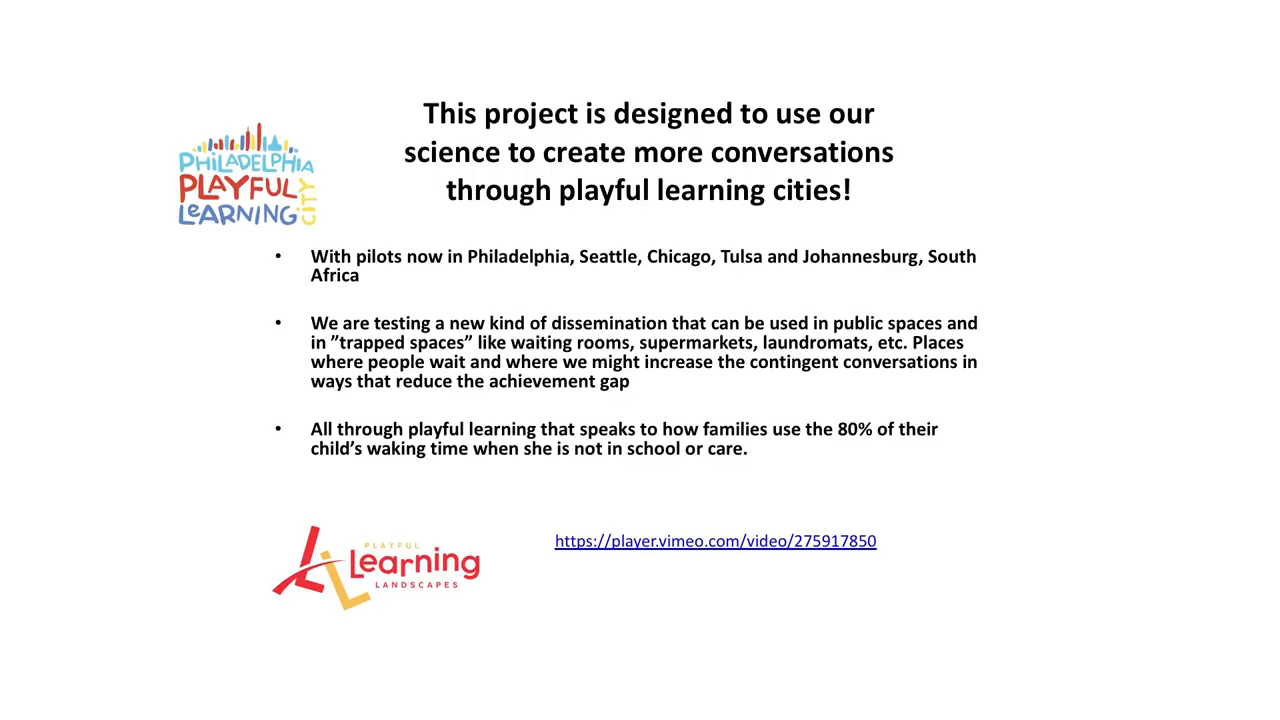 This project is designed to use our
science to create more conversations
through playful learning cities!
PHILADELPHIA
PLAYFUL
LEARNING
CITY
• With pilots now in Philadelphia, Seattle, Chicago, Tulsa and Johannesburg, South
Africa
• We are testing a new kind of dissemination that can be used in public spaces and
in ”trapped spaces” like waiting rooms, supermarkets, laundromats, etc. Places
where people wait and where we might increase the contingent conversations in
ways that reduce the achievement gap
• All through playful learning that speaks to how families use the 80% of their
child’s waking time when she is not in school or care.
PLAYFUL
Learning
LANDSCAPES
https://player.vimeo.com/video/275917850